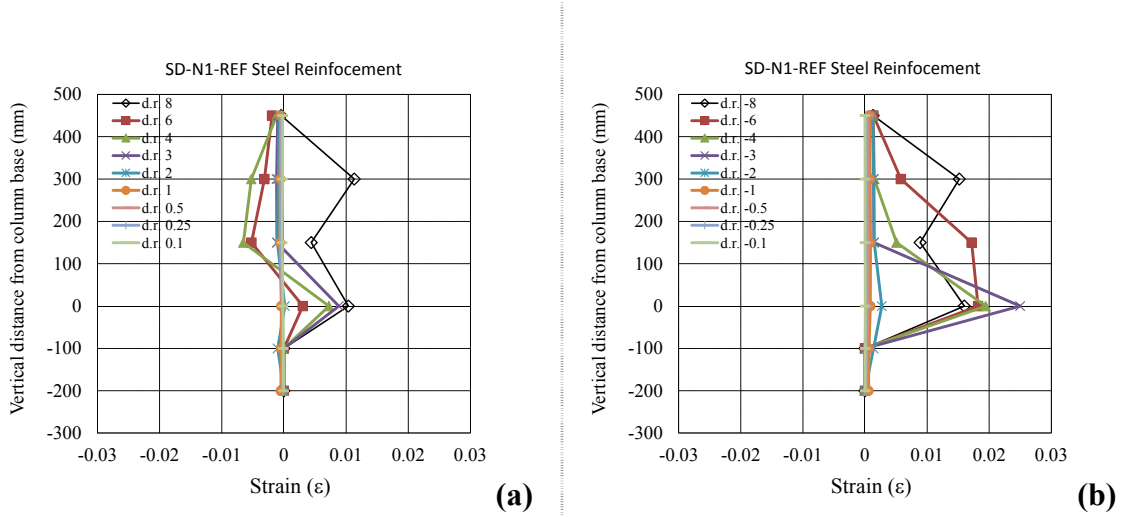 SD-N1-REF Steel Reinfocement
Vertical distance from column base (mm)
500
400
300
200
100
0
-100
-200
-300
d.r. 8
d.r. 6
d.r. 4
d.r. 3
d.r. 2
d.r. 1
d.r. 0.5
d.r. 0.25
d.r. 0.1
-0.03 -0.02 -0.01 0 0.01 0.02 0.03
Strain (ε)
(a)
SD-N1-REF Steel Reinfocement
Vertical distance from column base (mm)
500
400
300
200
100
0
-100
-200
-300
d.r. -8
d.r. -6
d.r. -4
d.r. -3
d.r. -2
d.r. -1
d.r. -0.5
d.r. -0.25
d.r. -0.1
-0.03 -0.02 -0.01 0 0.01 0.02 0.03
Strain (ε)
(b)